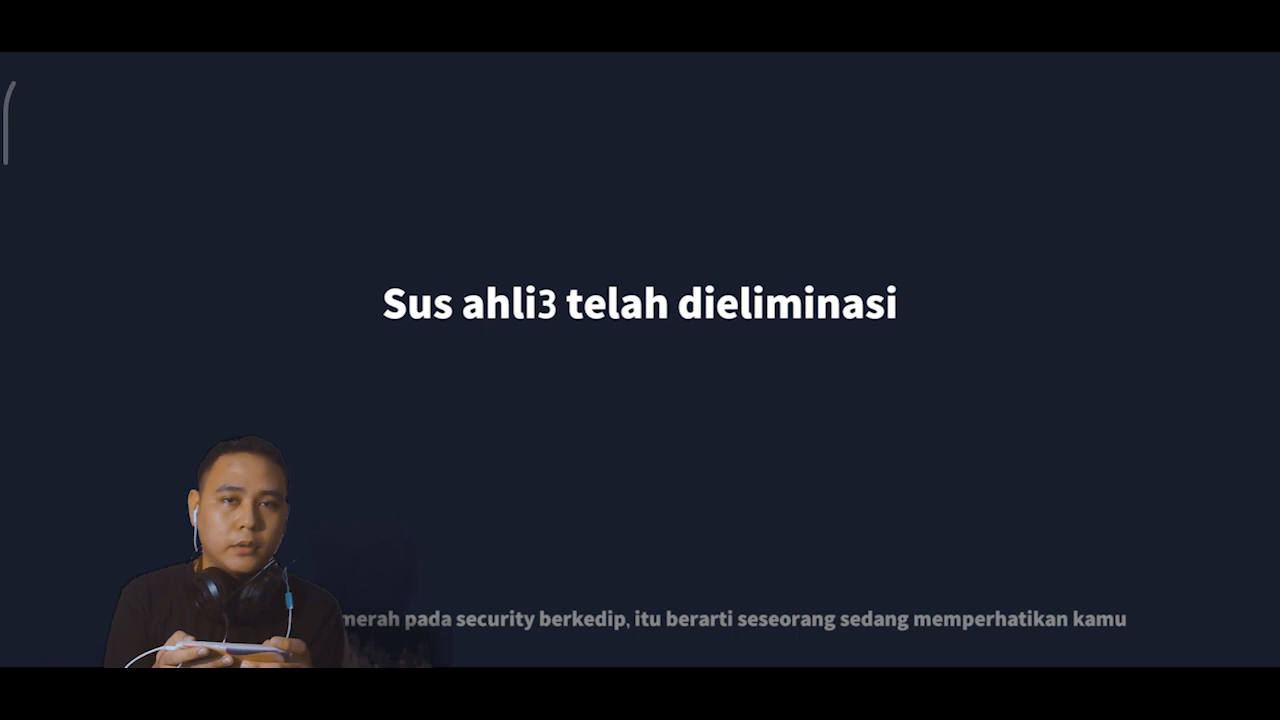 Sus ahli3 telah dieliminasi
merah pada security berkedip, itu berarti seseorang sedang memperhatikan kamu